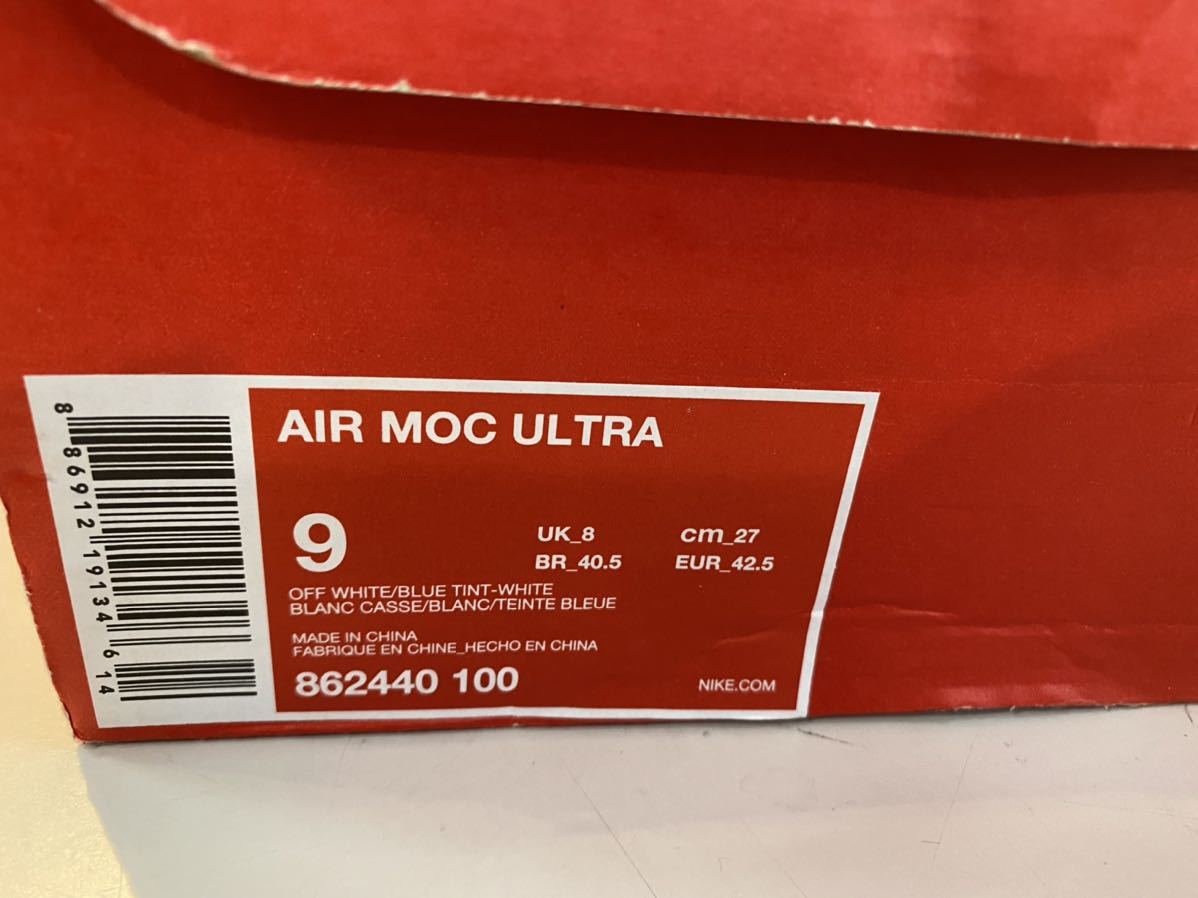 AIR MOC ULTRA
9
UK_8 cm_27
BR_40.5 EUR_42.5
OFF WHITE/BLUE TINT-WHITE
BLANC CASSE/BLANC/TEINTE BLEUE
MADE IN CHINA
FABRIQUE EN CHINE_HECHO EN CHINA
862440 100 NIKE.COM
8 86912 19134 6 14